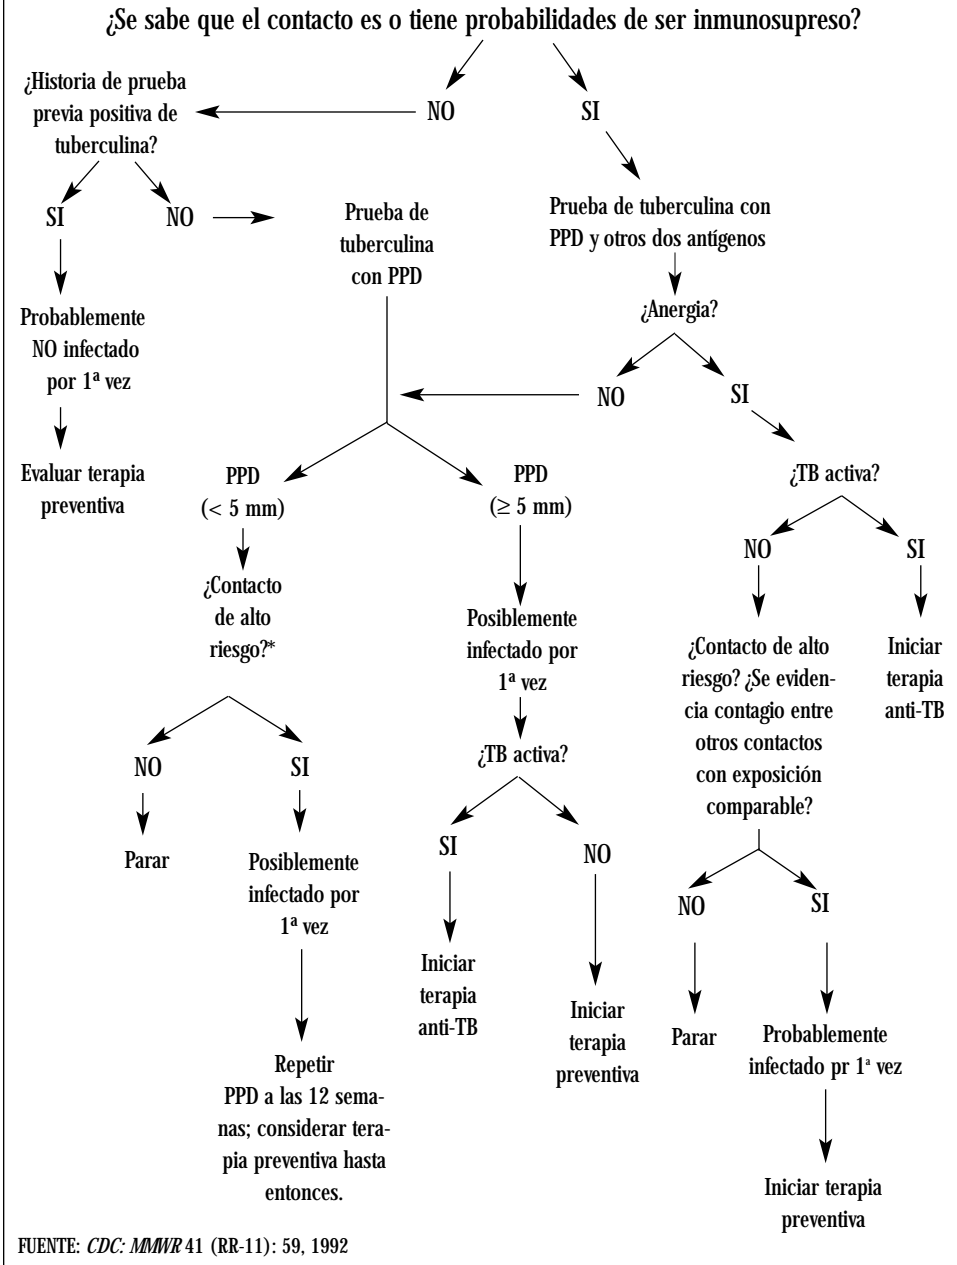 ¿Se sabe que el contacto es o tiene probabilidades de ser inmunosupreso?
¿Historia de prueba
previa positiva de
tuberculina?
NO
SI
SI
NO
Prueba de
tuberculina
con PPD
Prueba de tuberculina con
PPD y otros dos antígenos
¿Anergia?
Probablemente
NO infectado
por 1ª vez
NO
SI
Evaluar terapia
preventiva
PPD
(< 5 mm)
PPD
(≥ 5 mm)
¿TB activa?
NO
SI
¿Contacto
de alto
riesgo?*
Posiblemente
infectado por
1ª vez
¿Contacto de alto
riesgo? ¿Se eviden-
cia contagio entre
otros contactos
con exposición
comparable?
Iniciar
terapia
anti-TB
NO
SI
¿TB activa?
Parar
Posiblemente
infectado por
1ª vez
SI
NO
NO
SI
Iniciar
terapia
anti-TB
Iniciar
terapia
preventiva
Parar
Probablemente
infectado pr 1ª vez
Repetir
PPD a las 12 sema-
nas; considerar tera-
pia preventiva hasta
entonces.
Iniciar terapia
preventiva
FUENTE: CDC: MMWR 41 (RR-11): 59, 1992